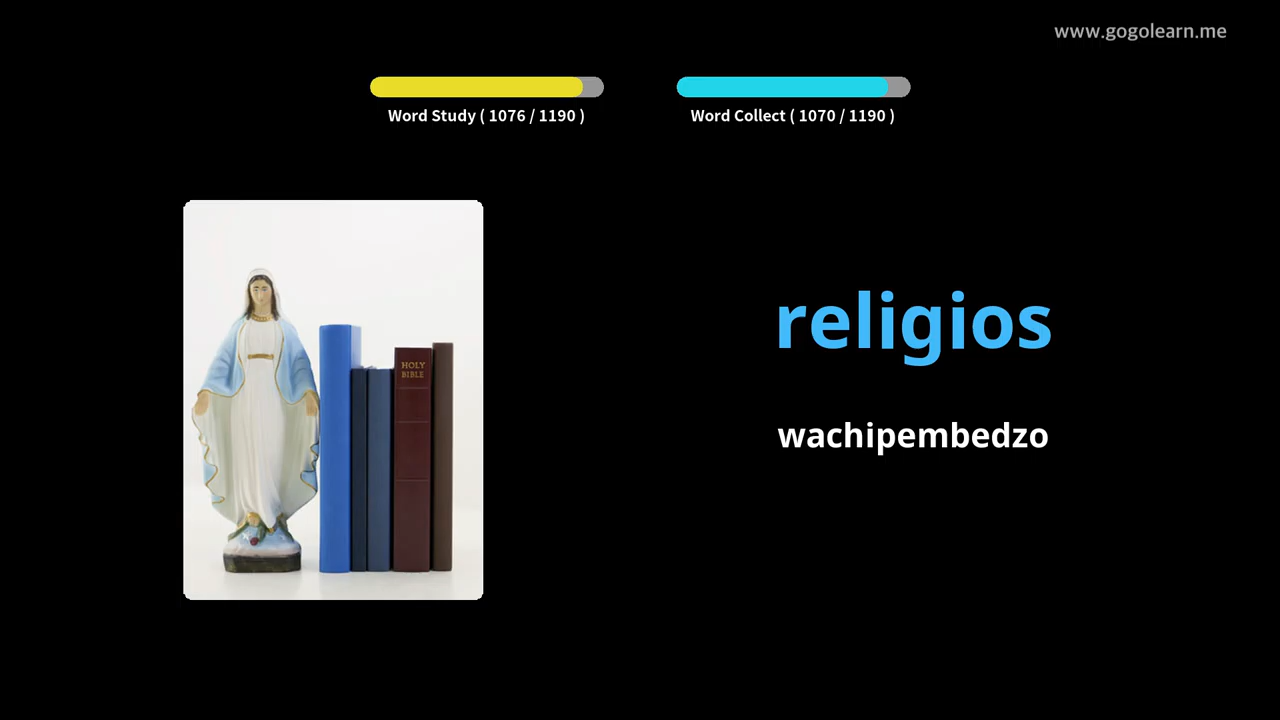 www.gogolearn.me
Word Study ( 1076 / 1190 )
Word Collect ( 1070 / 1190 )
HOLY
BIBLE
religios
wachipembedzo